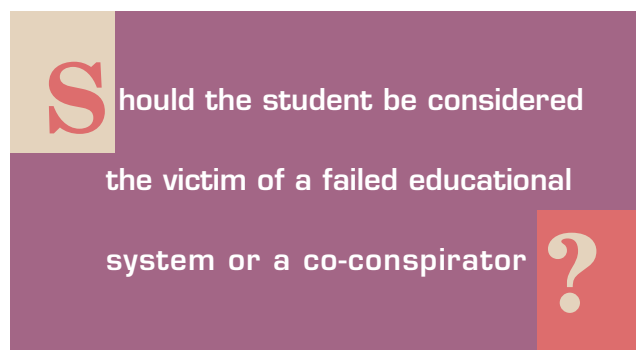 Should the student be considered
the victim of a failed educational
system or a co-conspirator ?